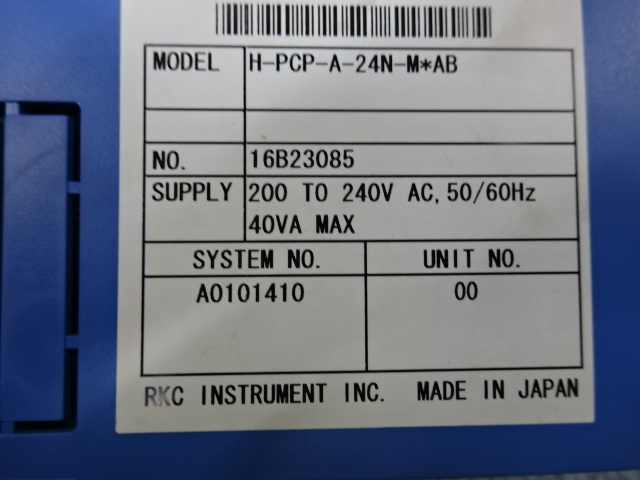 MODEL H-PCP-A-24N-M*AB
NO. 16B23085
SUPPLY 200 TO 240V AC, 50/60Hz
40VA MAX
SYSTEM NO. UNIT NO.
A0101410 00
RKC INSTRUMENT INC. MADE IN JAPAN